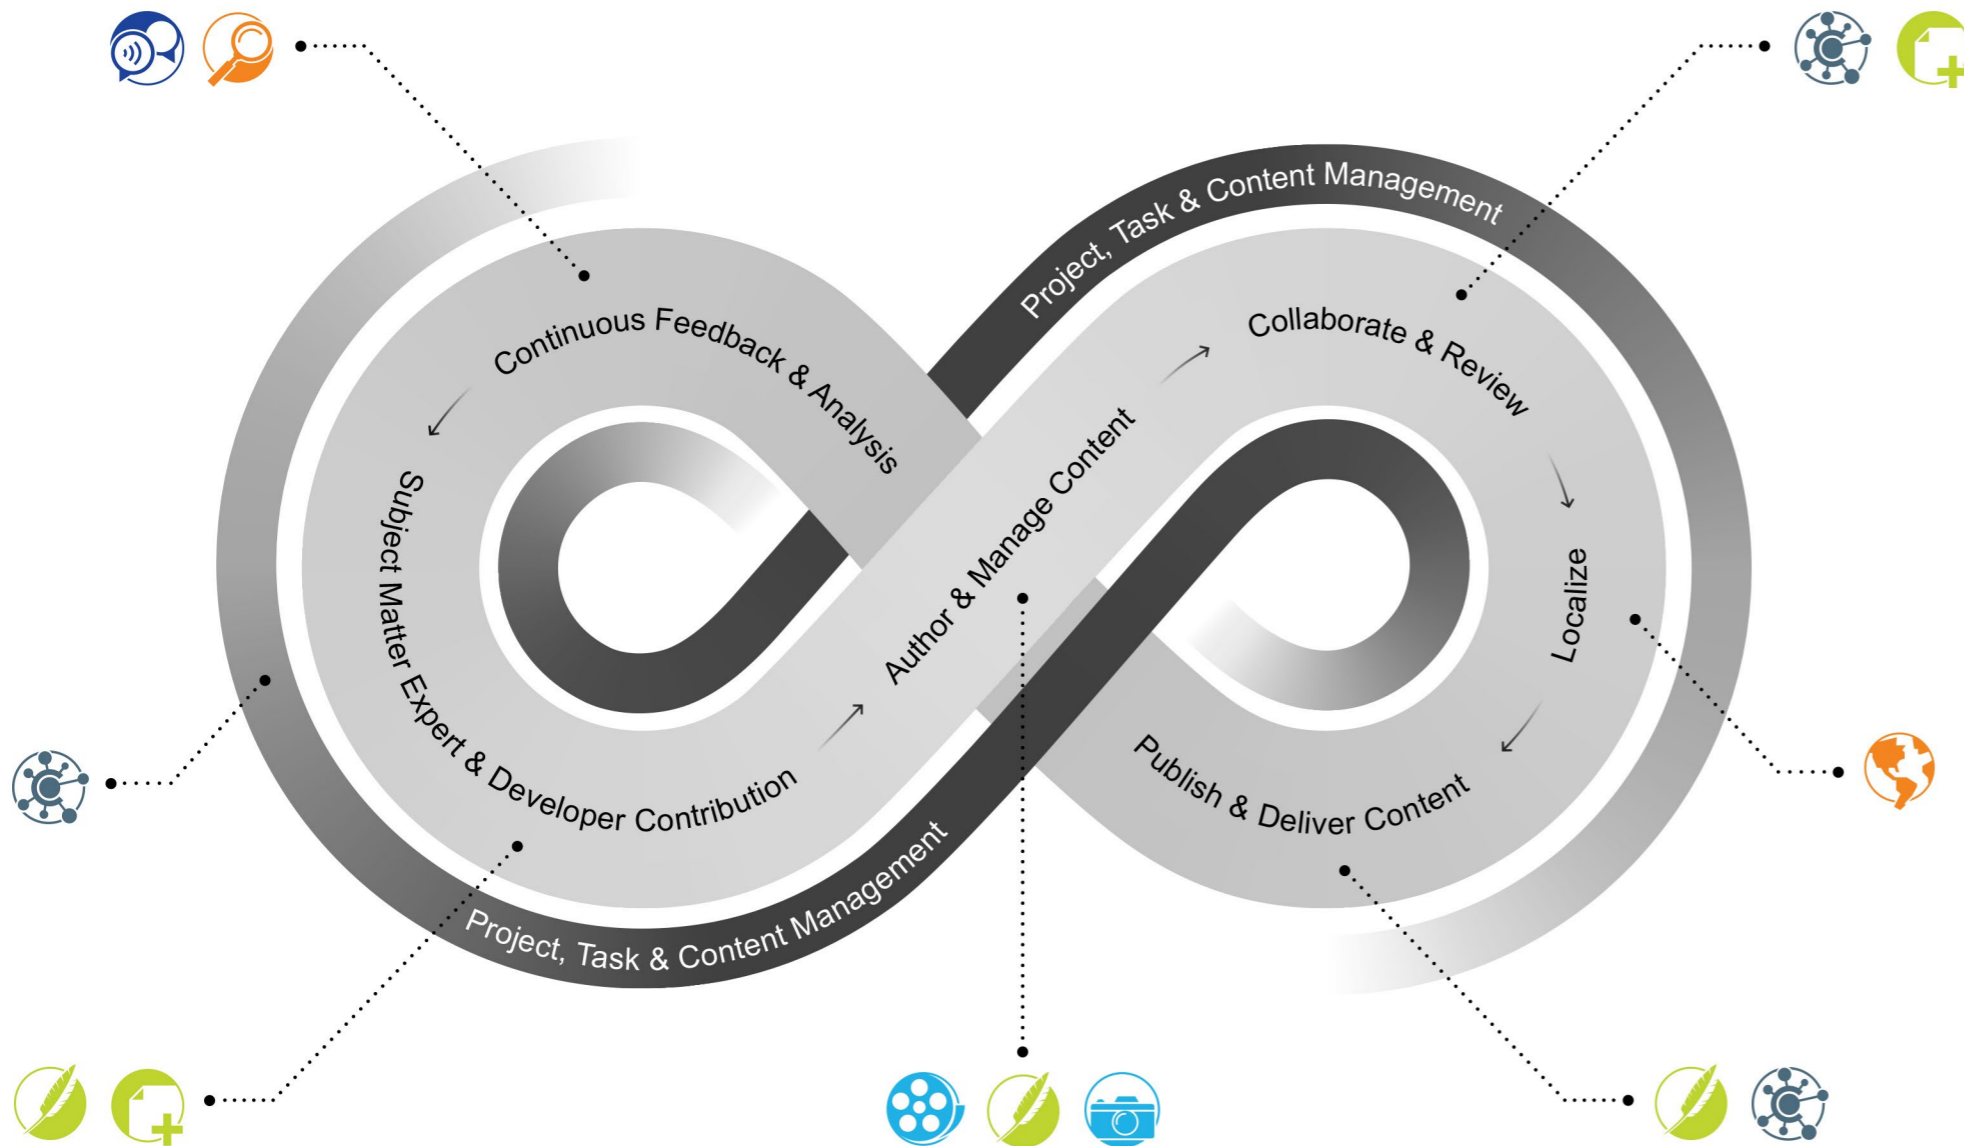 Project, Task & Content Management
Continuous Feedback & Analysis
Collaborate & Review
Author & Manage Content
Subject Matter Expert & Developer Contribution
Localize
Publish & Deliver Content
Project, Task & Content Management